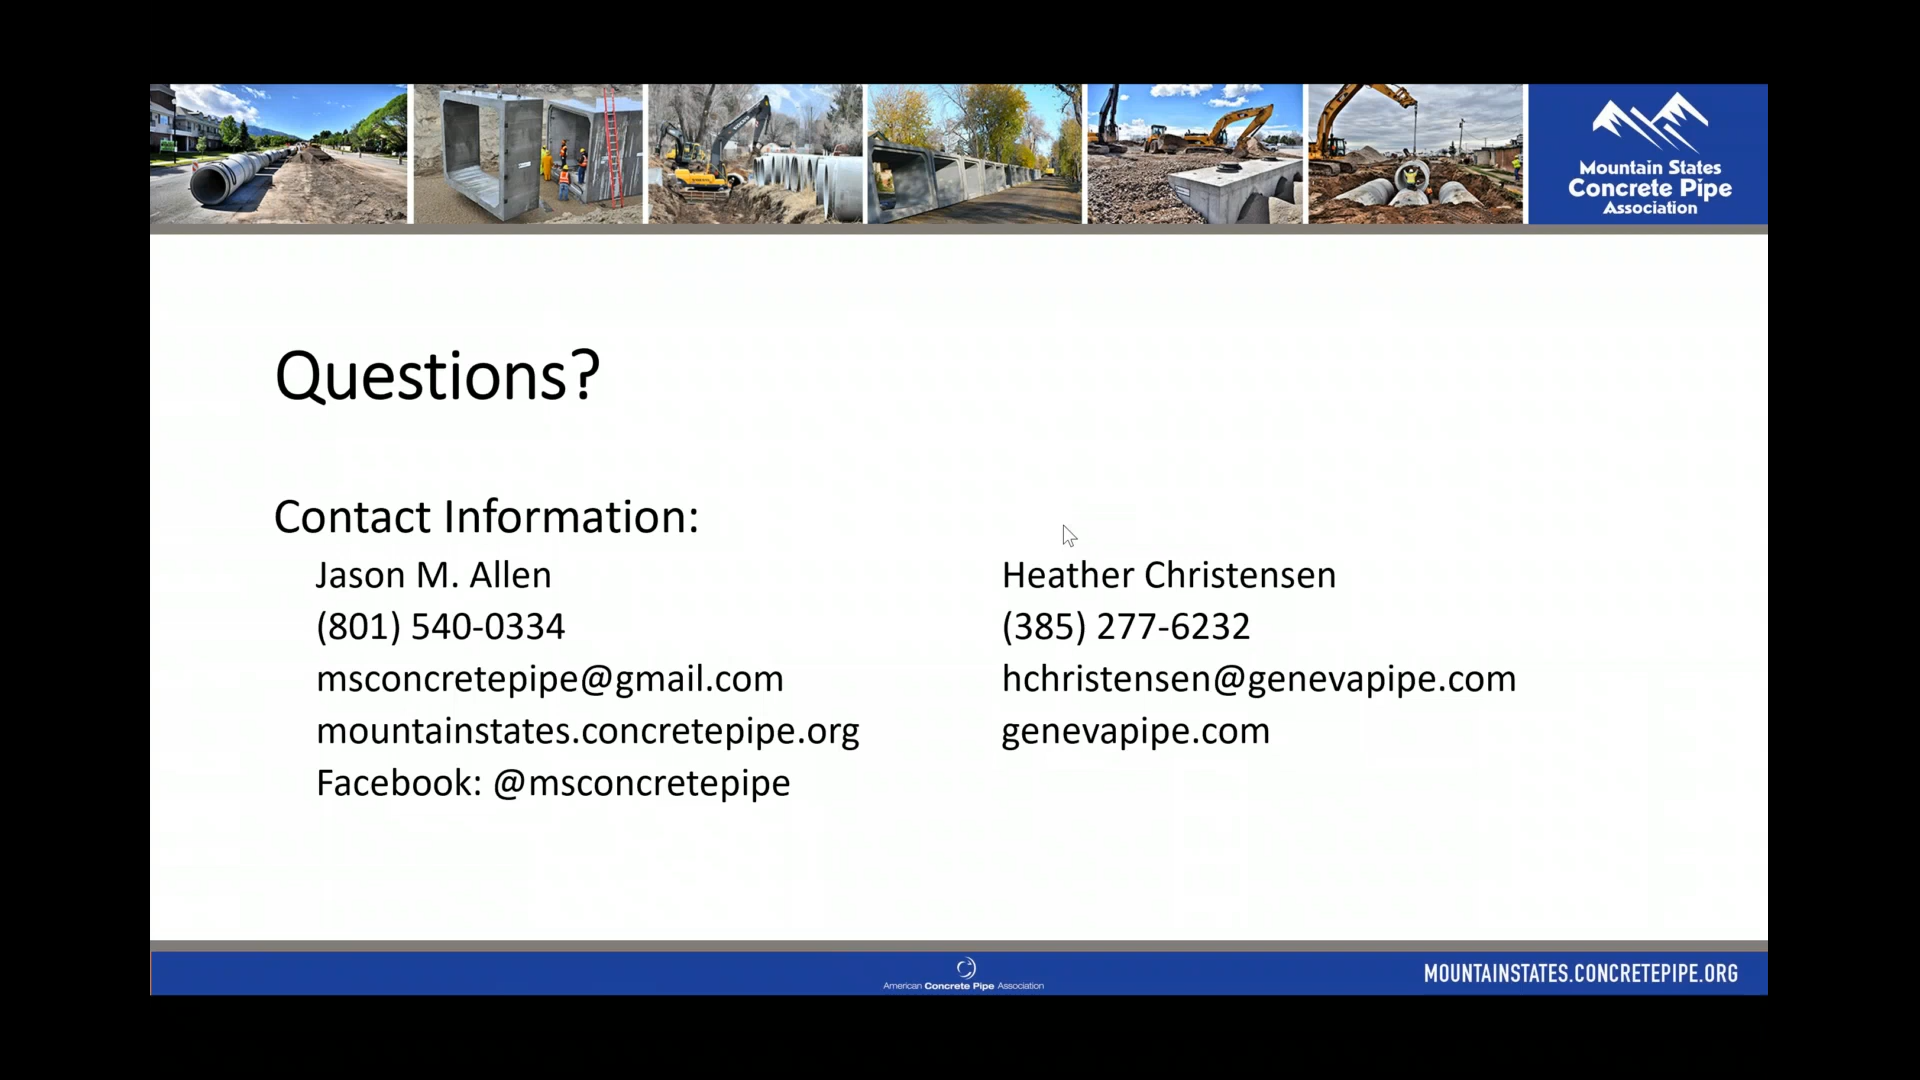 Mountain States
Concrete Pipe
Association
Questions?
Contact Information:
Jason M. Allen
(801) 540-0334
msconcretepipe@gmail.com
mountainstates.concretepipe.org
Facebook: @msconcretepipe
Heather Christensen
(385) 277-6232
hchristensen@genevapipe.com
genevapipe.com
American Concrete Pipe Association
MOUNTAINSTATES.CONCRETEPIPE.ORG